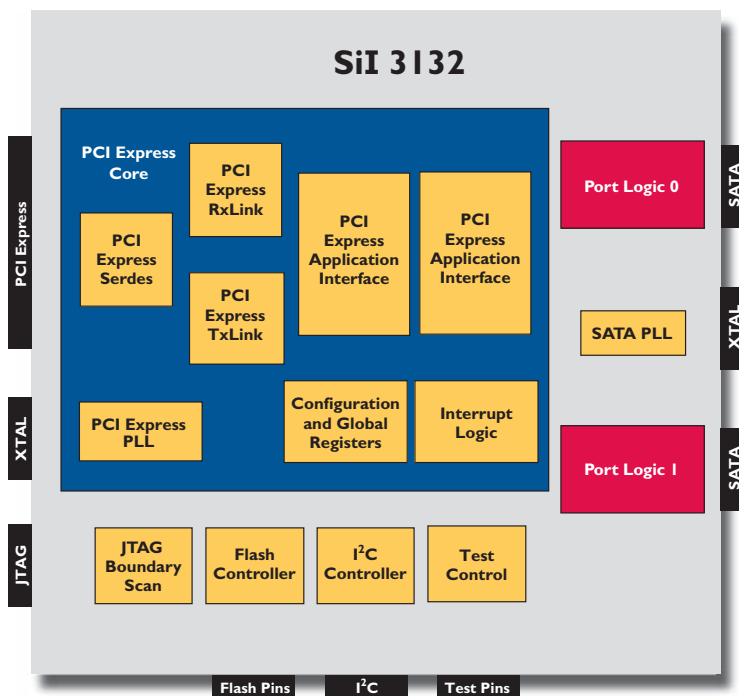 SiI 3132
PCI Express
Core
PCI
Express
RxLink
PCI
Express
Serdes
PCI
Express
TxLink
PCI
Express
Application
Interface
PCI
Express
Application
Interface
PCI Express
PLL
Configuration
and Global
Registers
Interrupt
Logic
Port Logic 0
SATA PLL
Port Logic 1
JTAG
Boundary
Scan
Flash
Controller
I²C
Controller
Test
Control
PCI Express
XTAL
JTAG
SATA
XTAL
SATA
Flash Pins
I²C
Test Pins